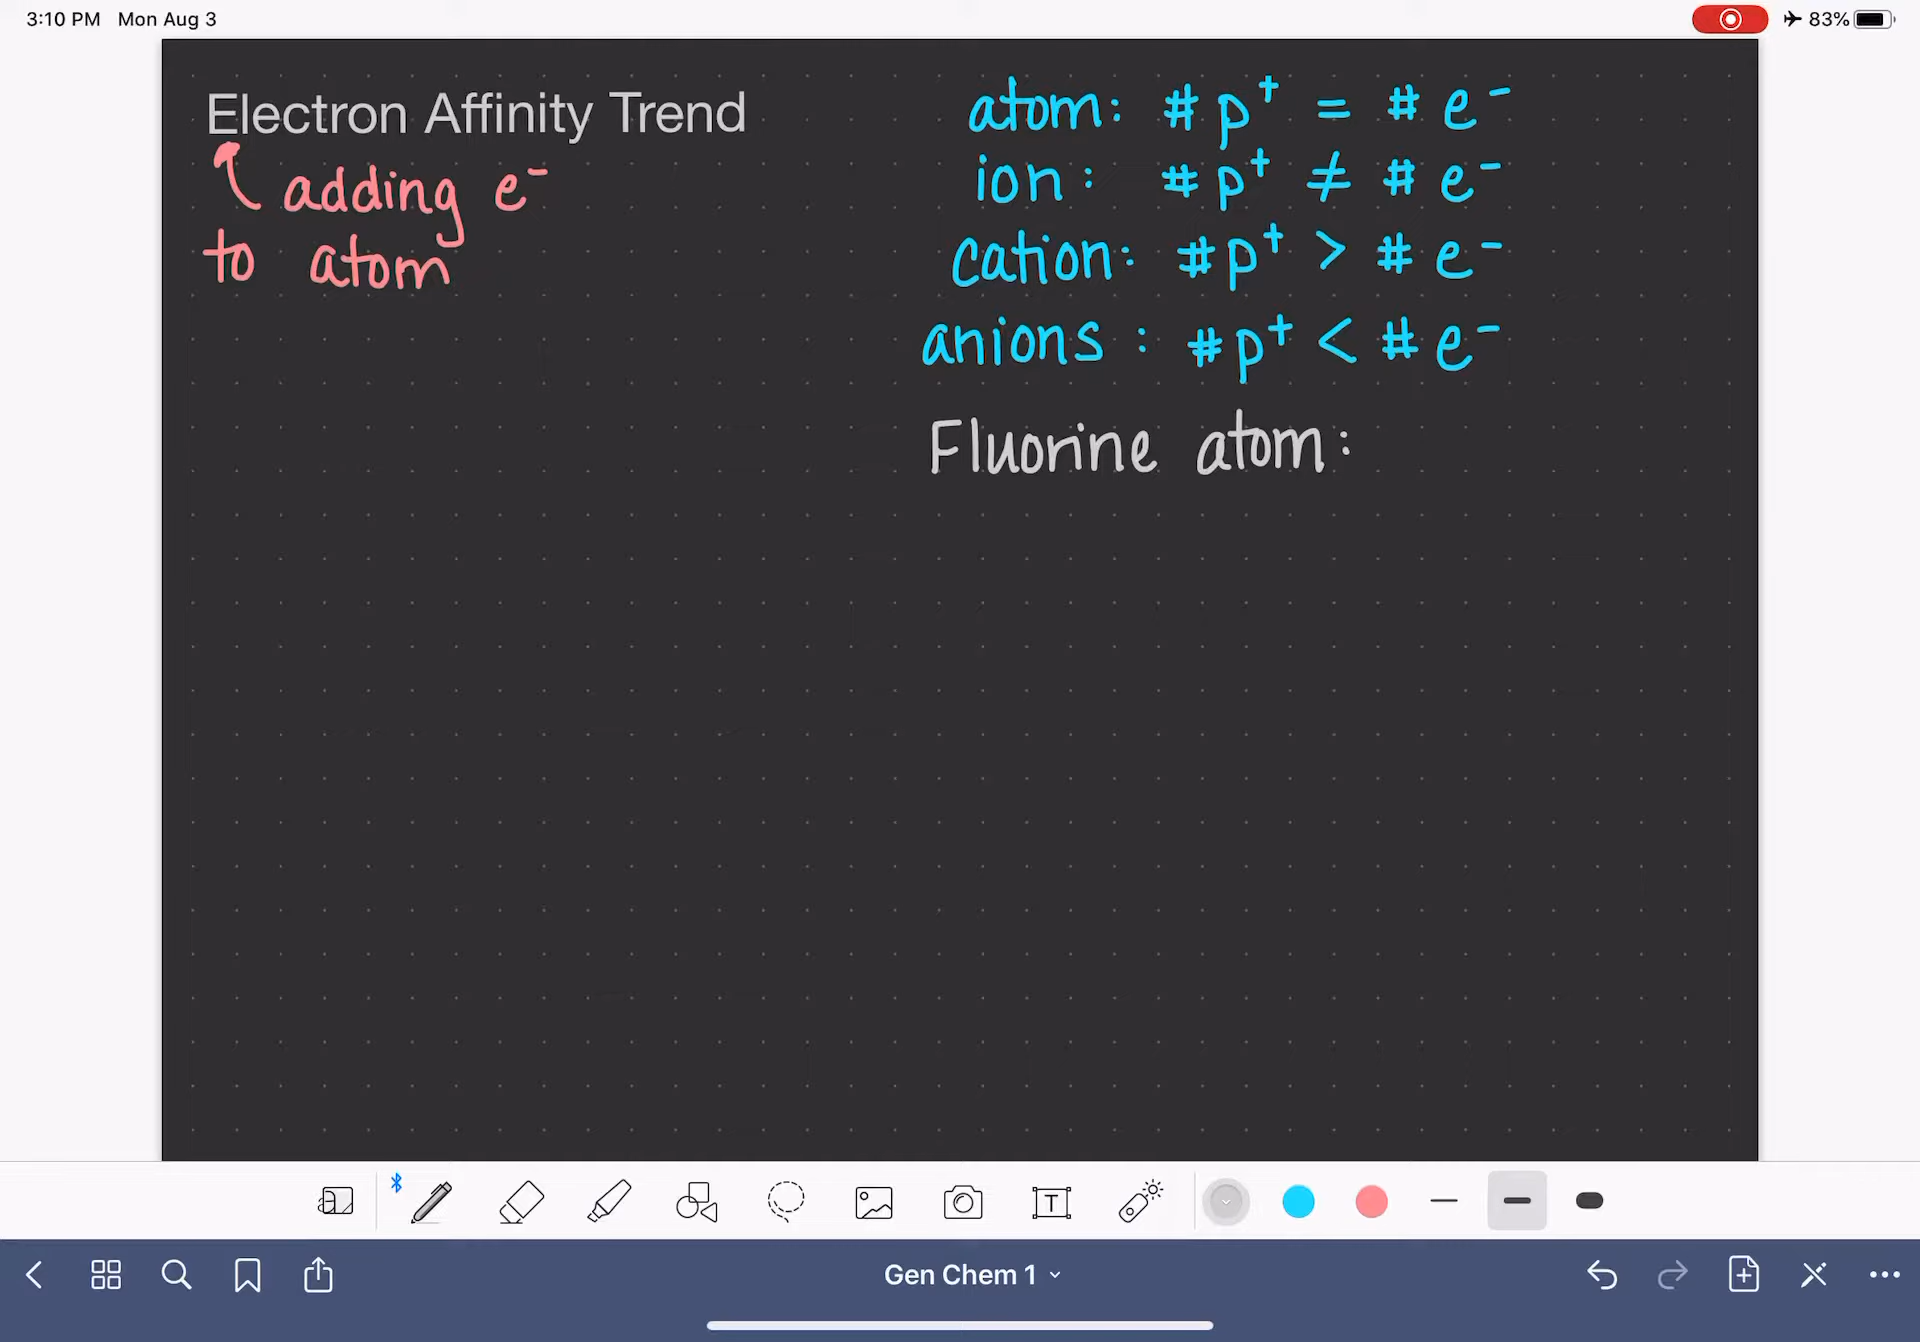 3:10 PM Mon Aug 3
83%
Electron Affinity Trend
adding e⁻
to atom
atom: # p⁺ = # e⁻
ion: # p⁺ ≠ # e⁻
cation: # p⁺ > # e⁻
anions : # p⁺ < # e⁻
Fluorine atom:
Gen Chem 1